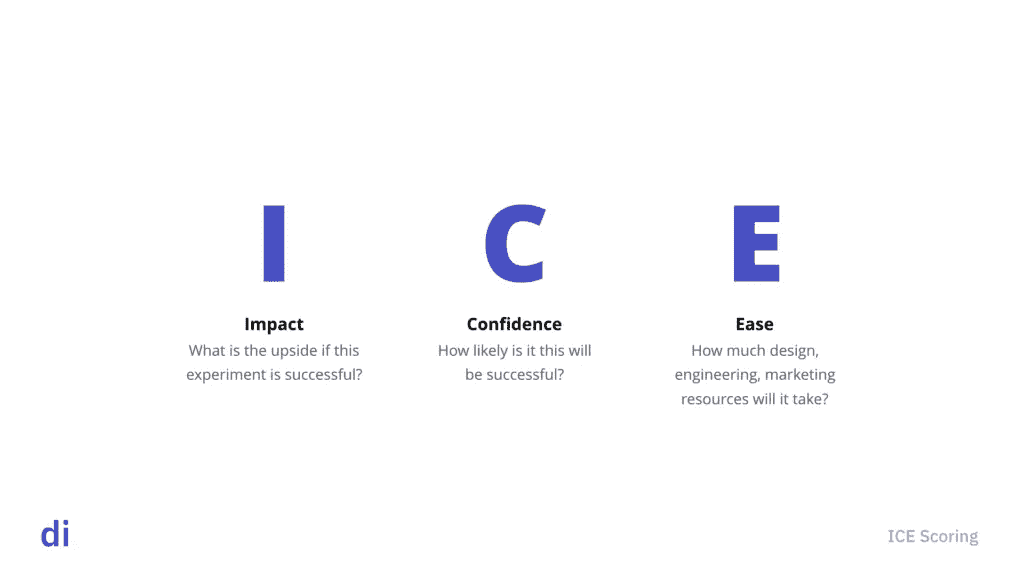 I C E
Impact
What is the upside if this
experiment is successful?
Confidence
How likely is it this will
be successful?
Ease
How much design,
engineering, marketing
resources will it take?
di
ICE Scoring